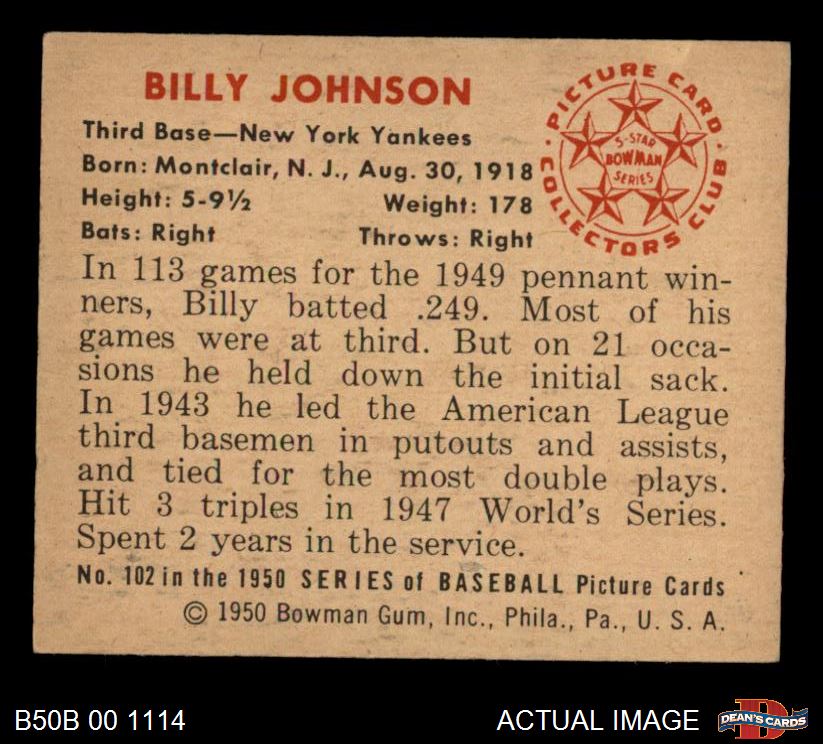 BILLY JOHNSON
Third Base—New York Yankees
Born: Montclair, N. J., Aug. 30, 1918
Height: 5-9½ Weight: 178
Bats: Right Throws: Right
PICTURE CARD
COLLECTORS CLUB
5-STAR
BOWMAN
SERIES
In 113 games for the 1949 pennant win-
ners, Billy batted .249. Most of his
games were at third. But on 21 occa-
sions he held down the initial sack.
In 1943 he led the American League
third basemen in putouts and assists,
and tied for the most double plays.
Hit 3 triples in 1947 World's Series.
Spent 2 years in the service.
No. 102 in the 1950 SERIES of BASEBALL Picture Cards
© 1950 Bowman Gum, Inc., Phila., Pa., U. S. A.
B50B 00 1114
ACTUAL IMAGE
DEAN'S CARDS